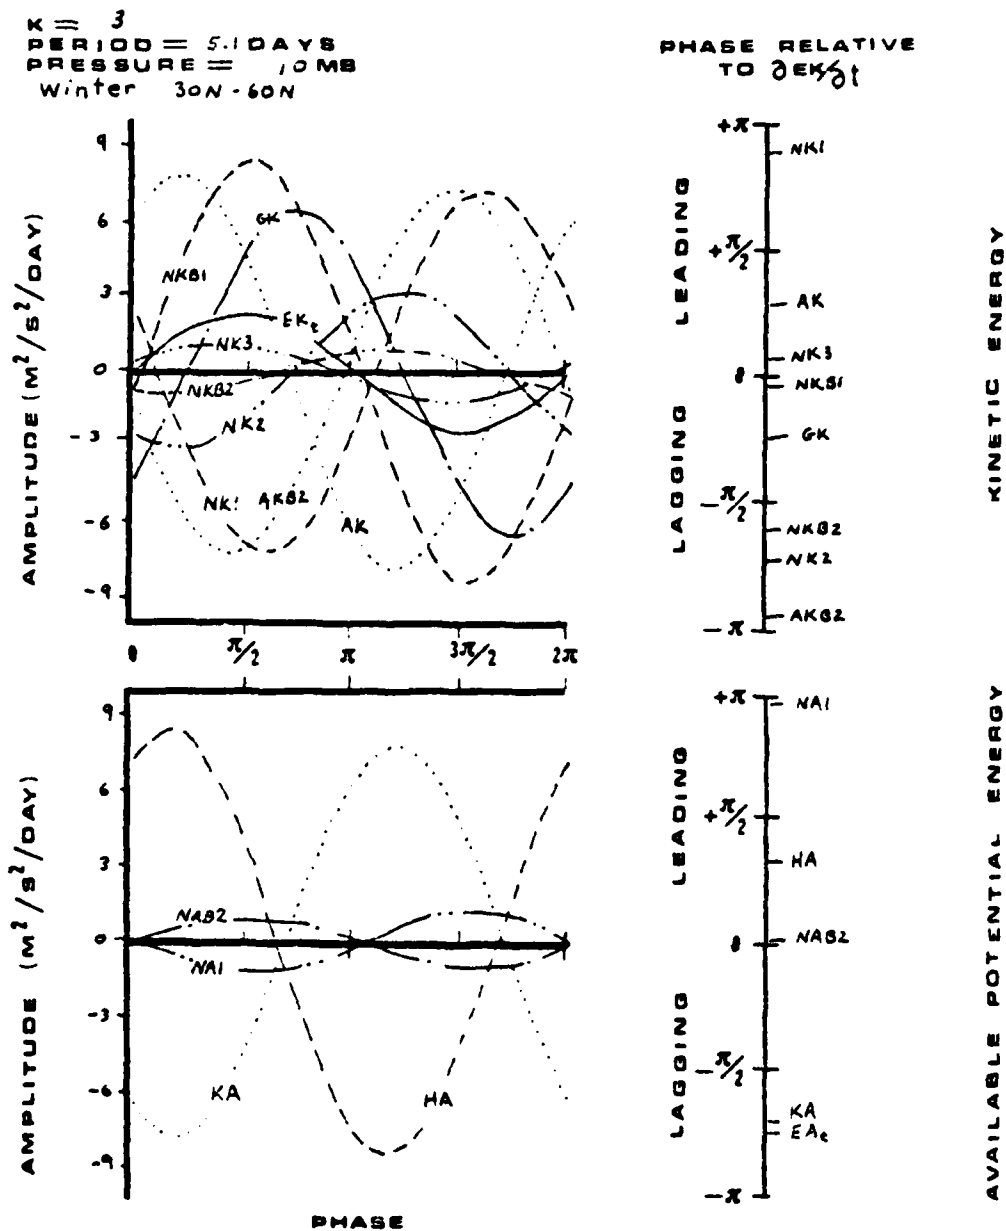 K = 3
PERIOD = 5.1 DAYS
PRESSURE = 10 MB
Winter 30N - 60N
PHASE RELATIVE
TO ∂EK/∂t
AMPLITUDE (M²/S²/DAY)
9
6
3
0
-3
-6
-9
GK
NKB1
EKt
NK3
NKB2
NK2
NK1
AKB2
AK
0
π/2
π
3π/2
2π
LEADING
LAGGING
+π
+π/2
0
-π/2
-π
NK1
AK
NK3
NKB1
GK
NKB2
NK2
AKB2
KINETIC ENERGY
AMPLITUDE (M²/S²/DAY)
9
6
3
0
-3
-6
-9
NAB2
NA1
KA
HA
PHASE
LEADING
LAGGING
+π
+π/2
0
-π/2
-π
NA1
HA
NAB2
KA
EAt
AVAILABLE POTENTIAL ENERGY